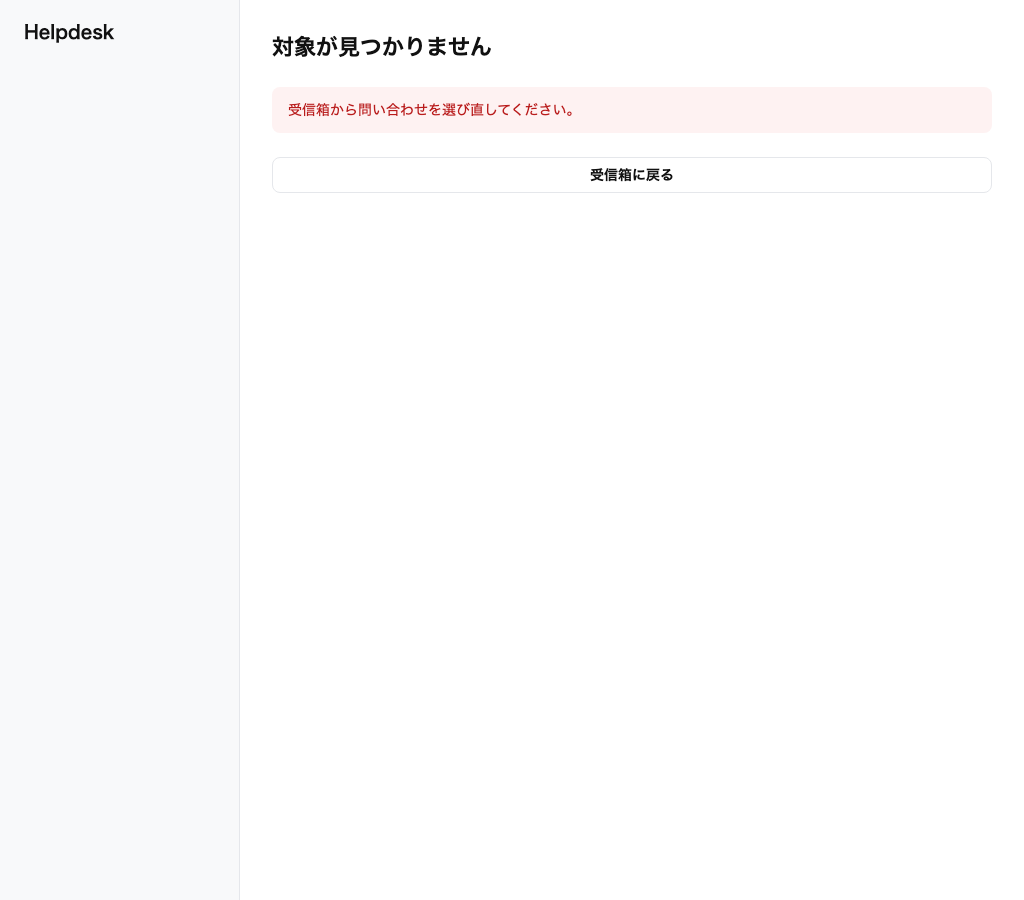 Helpdesk
対象が見つかりません
受信箱から問い合わせを選び直してください。
受信箱に戻る